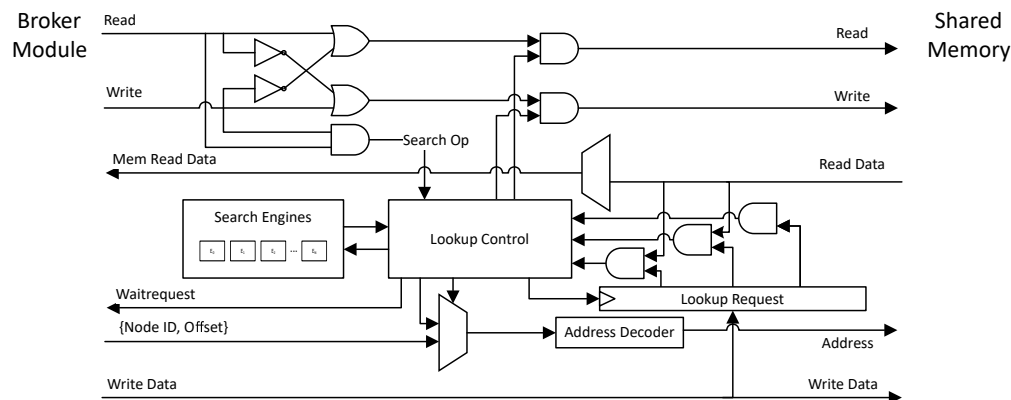 Broker
Module
Shared
Memory
Read
Read
Write
Write
Search Op
Mem Read Data
Read Data
Search Engines
...
Lookup Control
Waitrequest
Lookup Request
{Node ID, Offset}
Address Decoder
Address
Write Data
Write Data